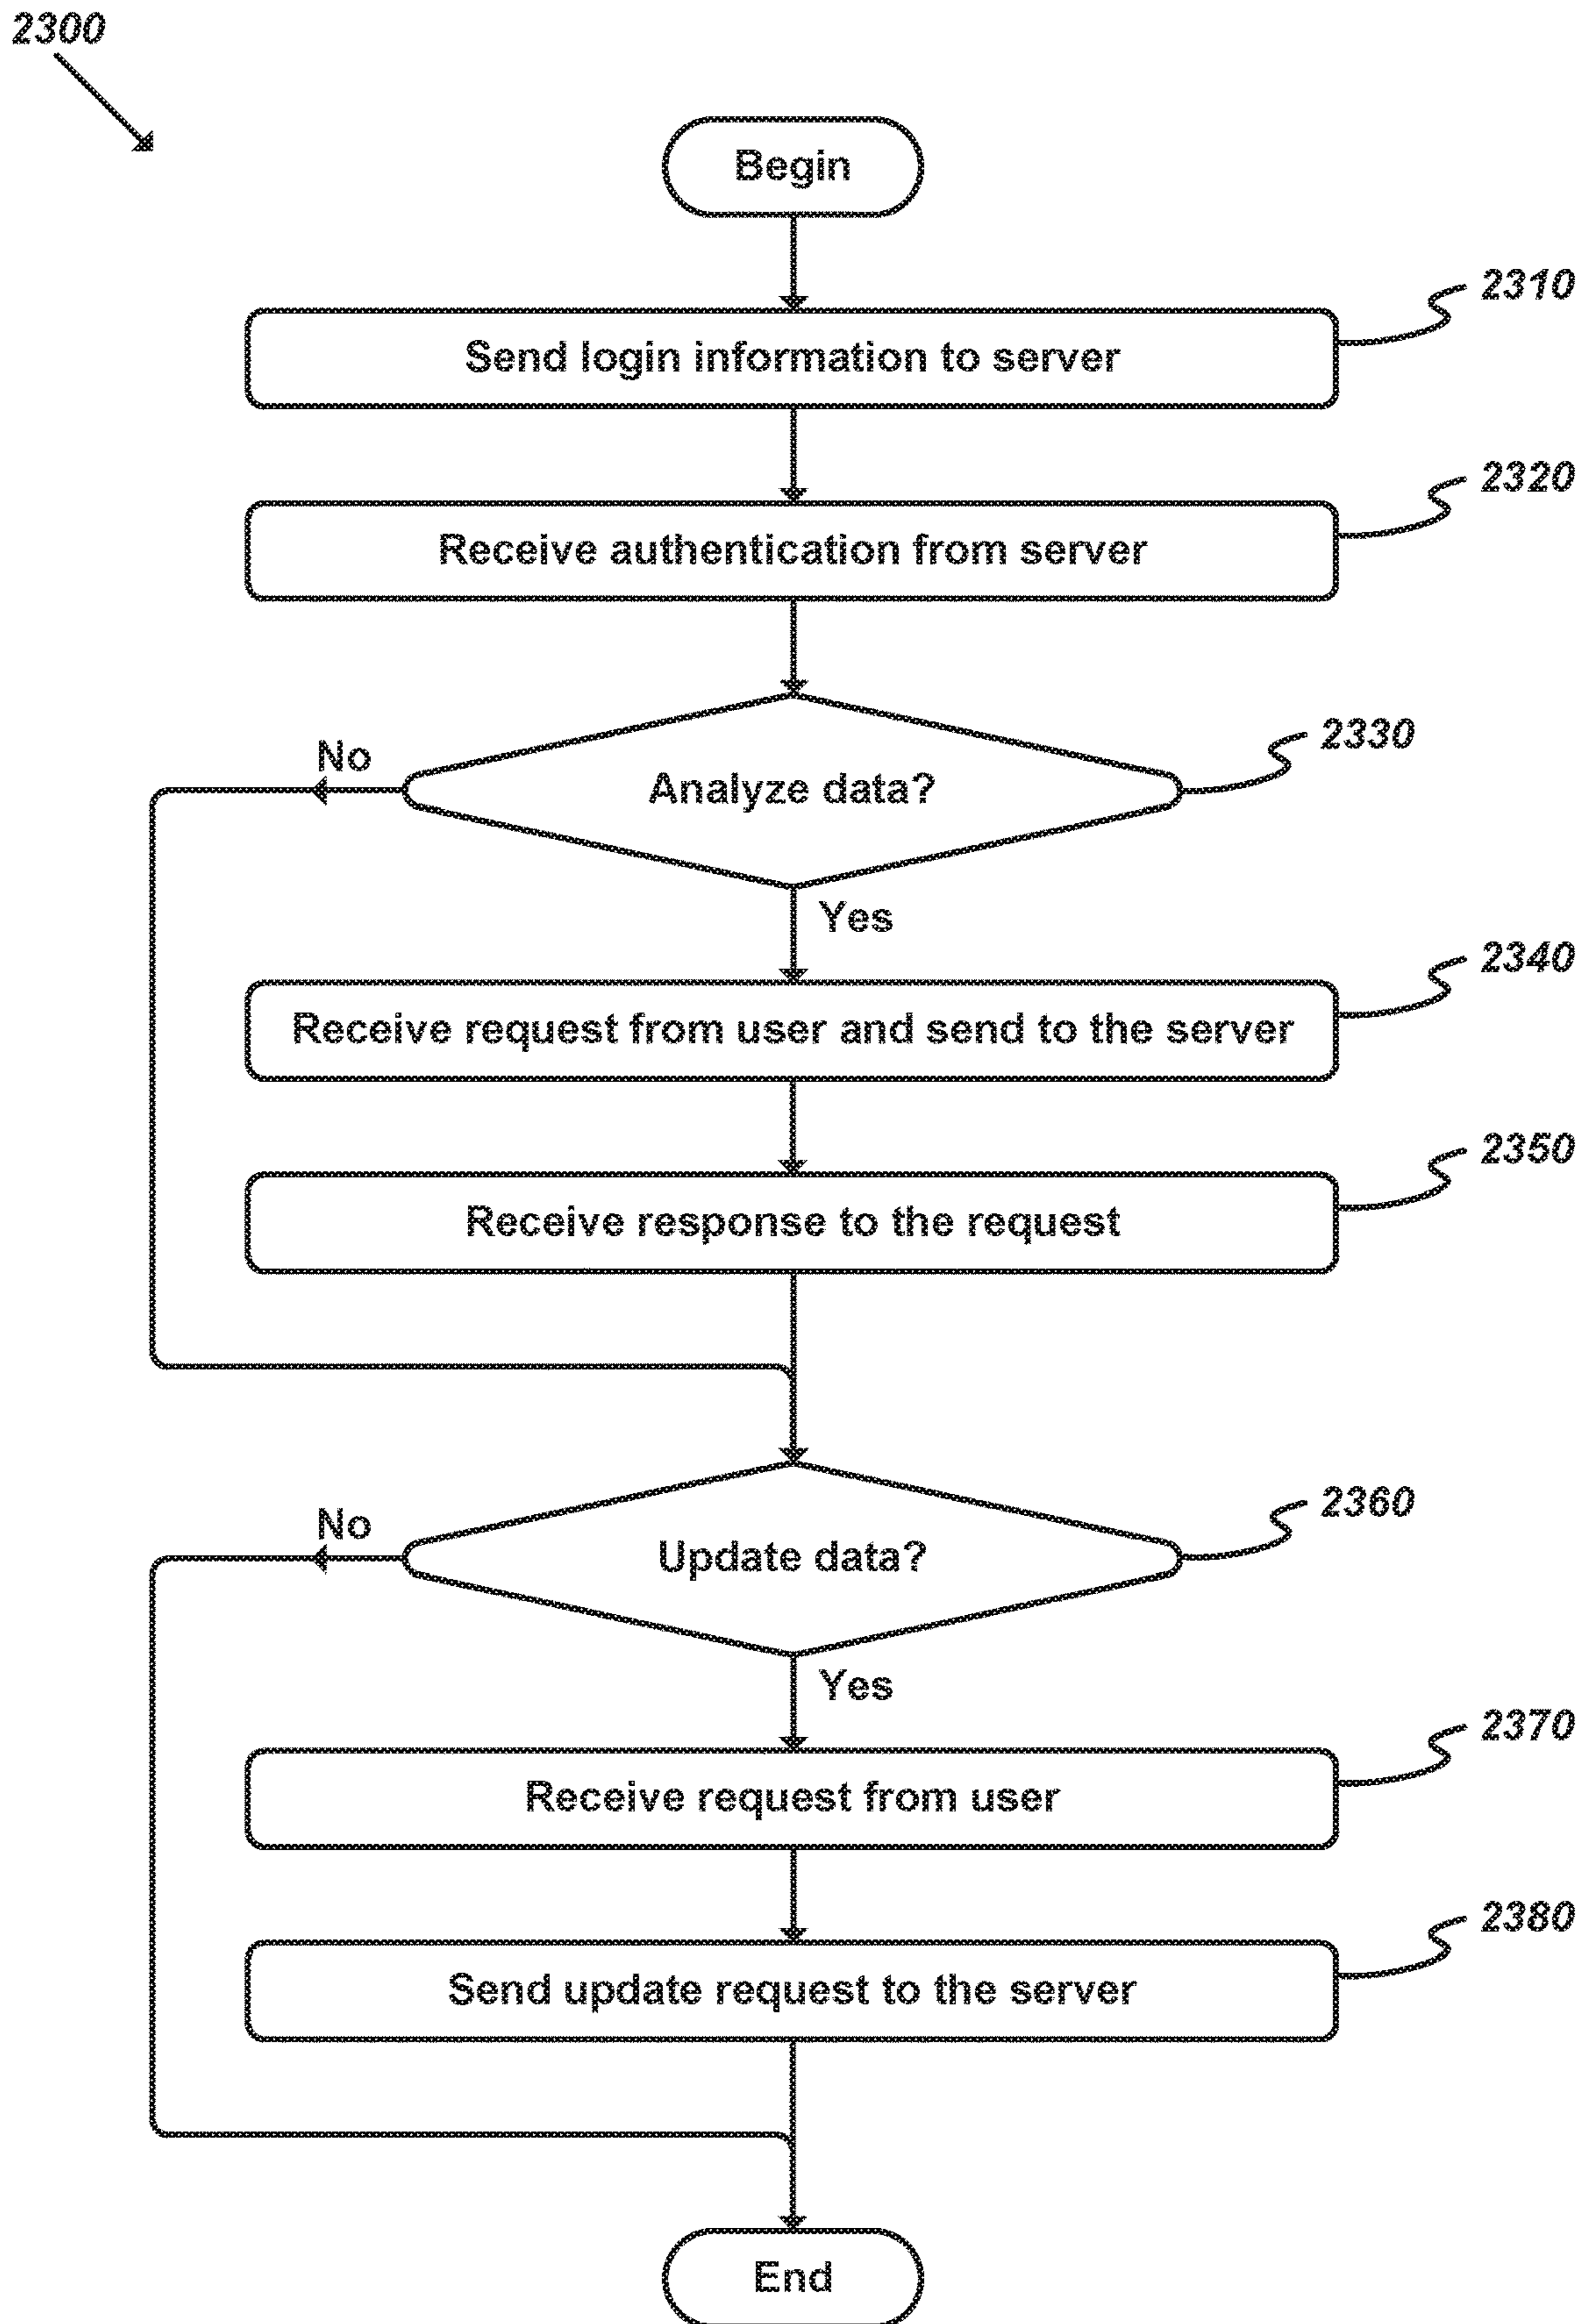 2300
Begin
2310
Send login information to server
2320
Receive authentication from server
2330
No
Analyze data?
Yes
2340
Receive request from user and send to the server
2350
Receive response to the request
2360
No
Update data?
Yes
2370
Receive request from user
2380
Send update request to the server
End